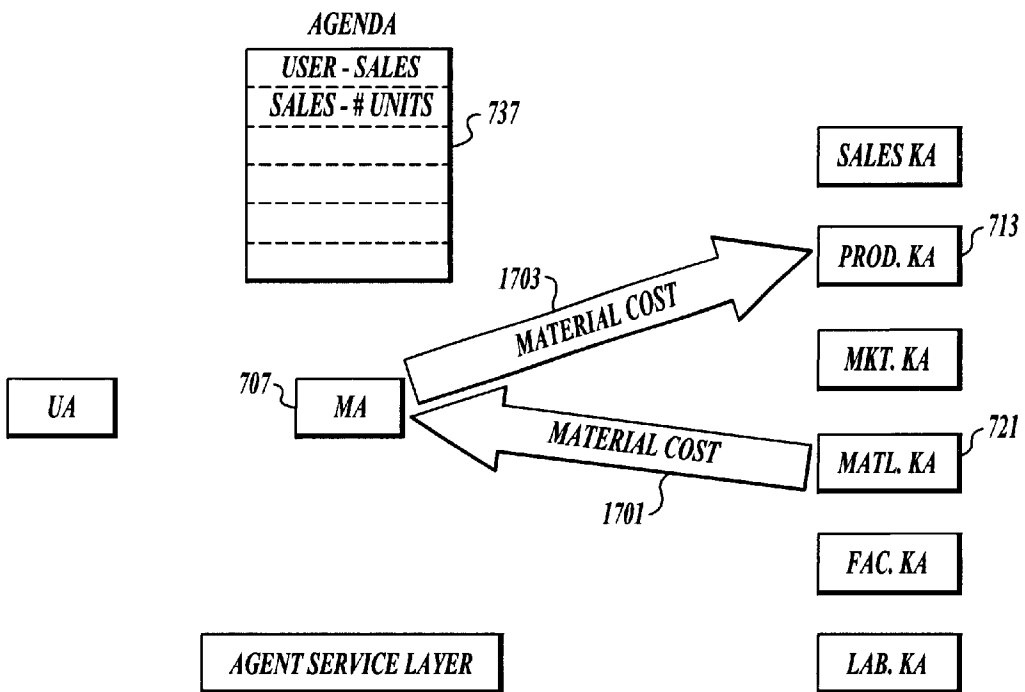 AGENDA
USER - SALES
SALES - # UNITS
737
SALES KA
713
PROD. KA
1703
MATERIAL COST
MKT. KA
707
UA
MA
MATERIAL COST
721
MATL. KA
1701
FAC. KA
AGENT SERVICE LAYER
LAB. KA